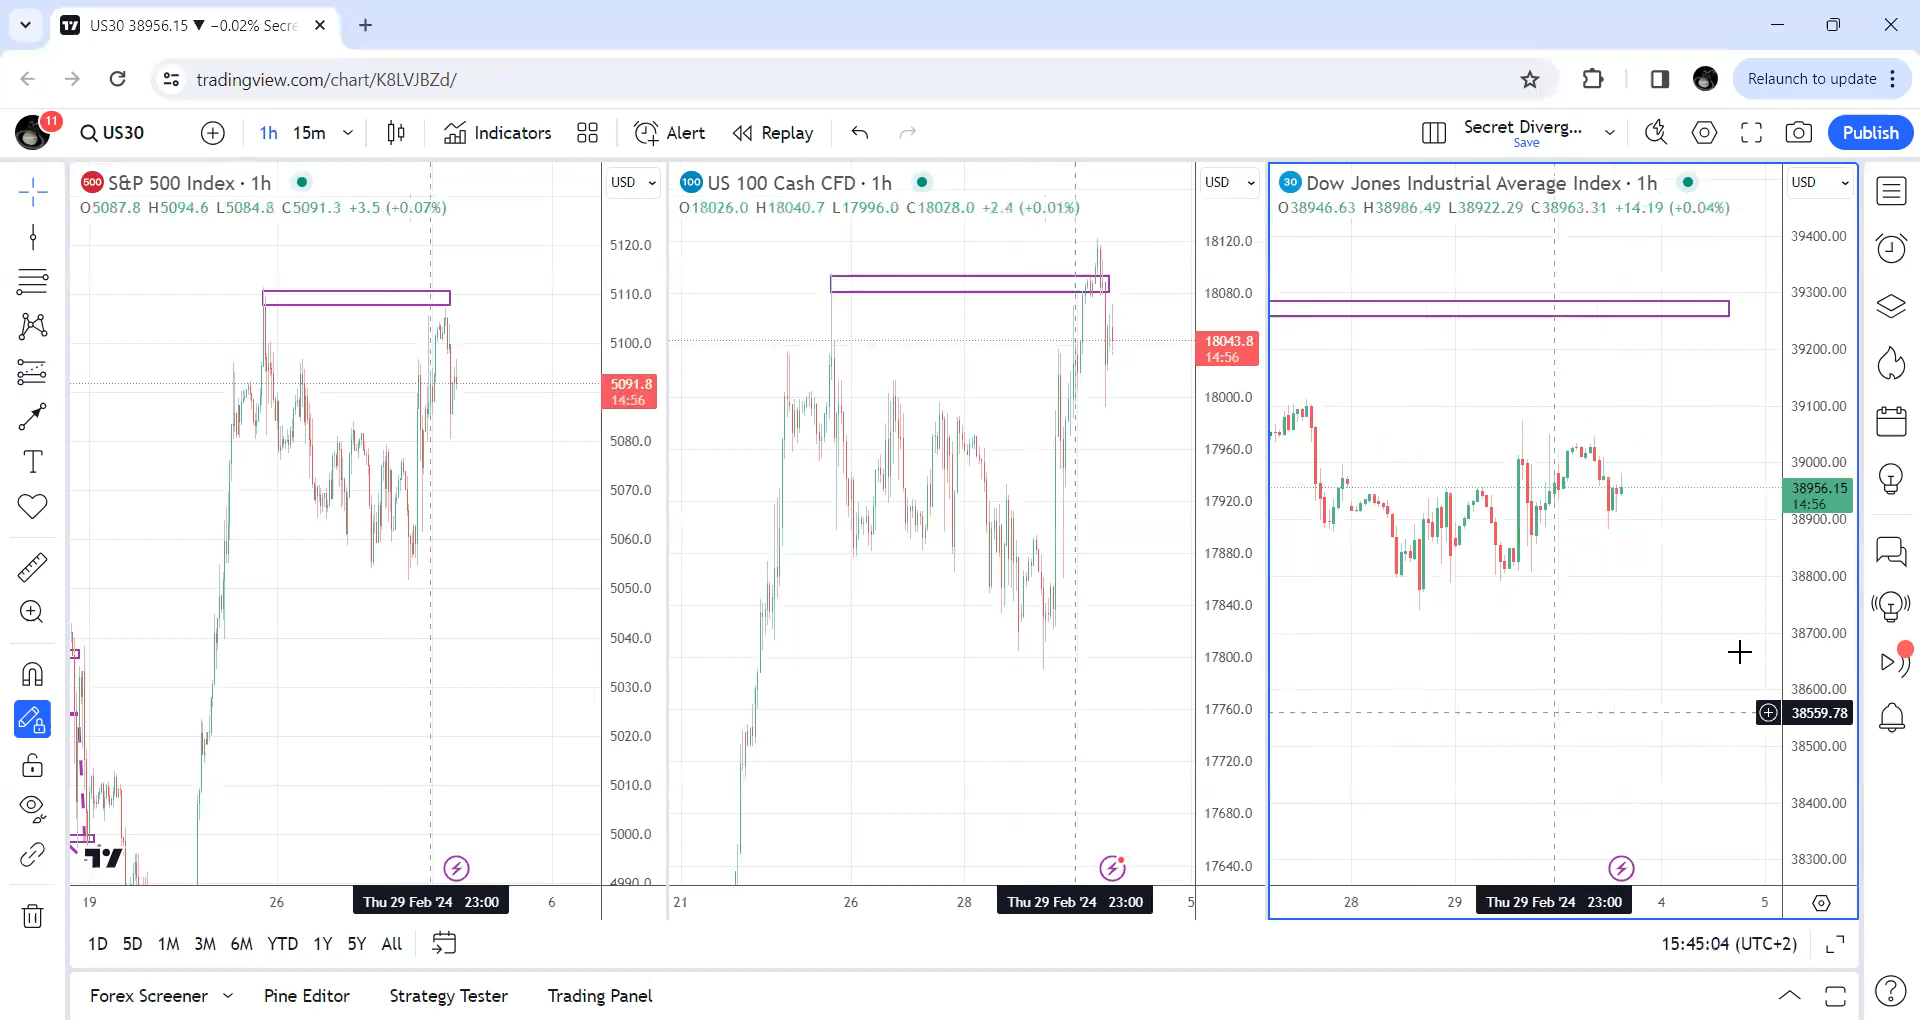 US30 38956.15 ▼ −0.02% Secre
tradingview.com/chart/K8LVJBZd/
Relaunch to update
11
US30
1h 15m
Indicators
Alert
Replay
Secret Diverg...
Save
Publish
500 S&P 500 Index · 1h
O5087.8 H5094.6 L5084.8 C5091.3 +3.5 (+0.07%)
USD
5120.0
5110.0
5100.0
5091.8
14:56
5080.0
5070.0
5060.0
5050.0
5040.0
5030.0
5020.0
5010.0
5000.0
4990.0
19
26
Thu 29 Feb '24 23:00
6
100 US 100 Cash CFD · 1h
O18026.0 H18040.7 L17996.0 C18028.0 +2.4 (+0.01%)
USD
18120.0
18080.0
18043.8
14:56
18000.0
17960.0
17920.0
17880.0
17840.0
17800.0
17760.0
17720.0
17680.0
17640.0
21
26
28
Thu 29 Feb '24 23:00
5
30 Dow Jones Industrial Average Index · 1h
O38946.63 H38986.49 L38922.29 C38963.31 +14.19 (+0.04%)
USD
39400.00
39300.00
39200.00
39100.00
39000.00
38956.15
14:56
38900.00
38800.00
38700.00
38600.00
38559.78
38500.00
38400.00
38300.00
28
29
Thu 29 Feb '24 23:00
4
5
1D 5D 1M 3M 6M YTD 1Y 5Y All
15:45:04 (UTC+2)
Forex Screener
Pine Editor
Strategy Tester
Trading Panel